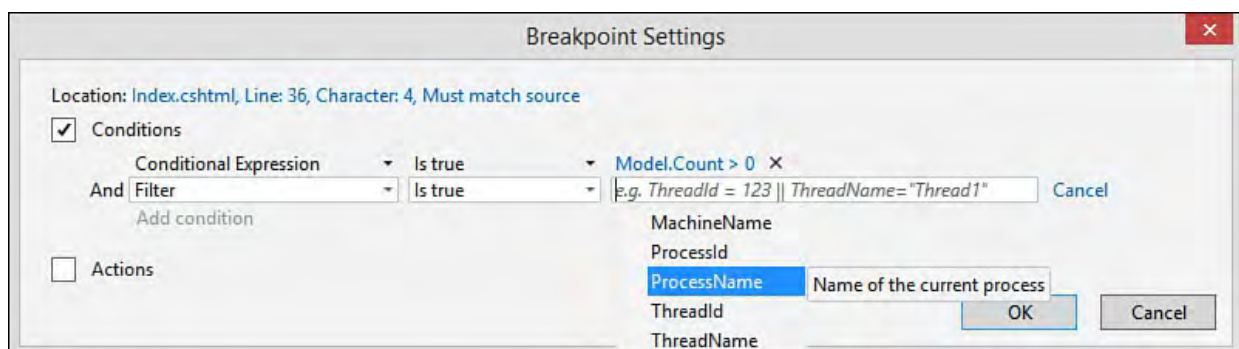 Breakpoint Settings
Location: Index.cshtml, Line: 36, Character: 4, Must match source
Conditions
Conditional Expression Is true Model.Count > 0
And Filter Is true e.g. ThreadId = 123 || ThreadName="Thread1" Cancel
Add condition
MachineName
ProcessId
Actions
ProcessName Name of the current process
ThreadId OK Cancel
ThreadName